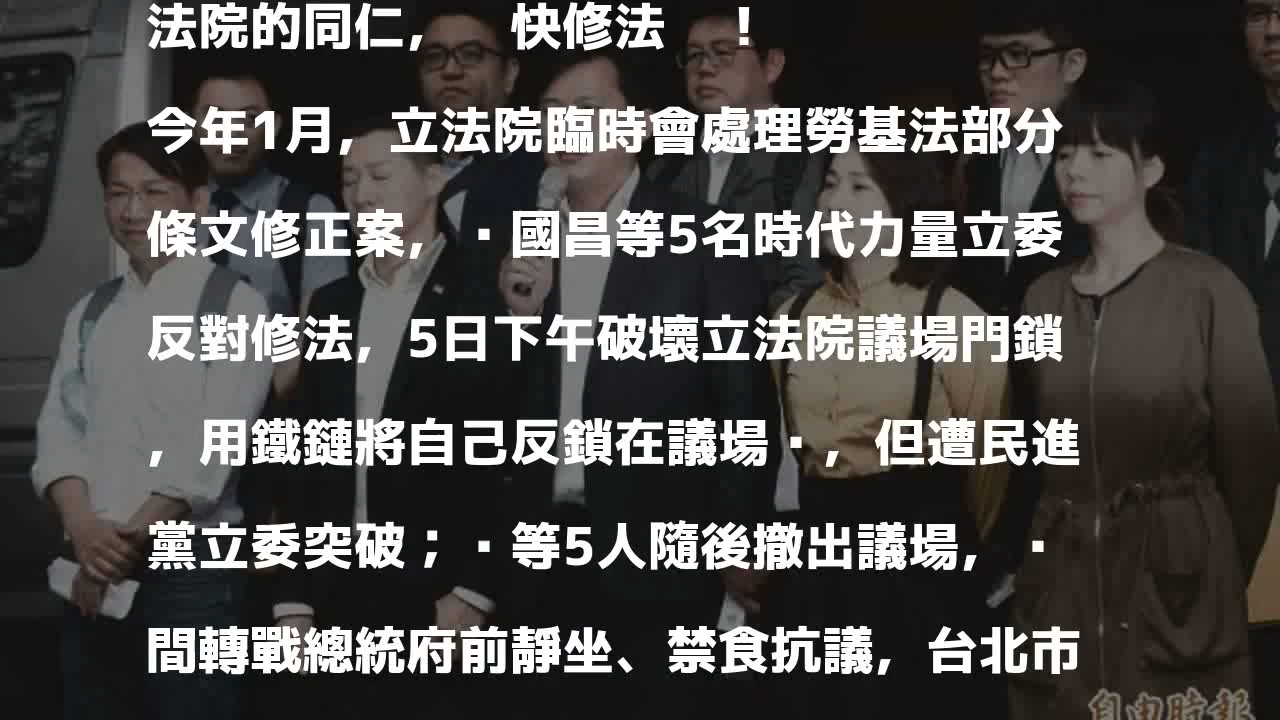 法院的同仁，　快修法　！
今年1月，立法院臨時會處理勞基法部分
條文修正案，▪國昌等5名時代力量立委
反對修法，5日下午破壞立法院議場門鎖
，用鐵鏈將自己反鎖在議場▪，但遭民進
黨立委突破；▪等5人隨後撤出議場，▪
間轉戰總統府前靜坐、禁食抗議，台北市
自由時報